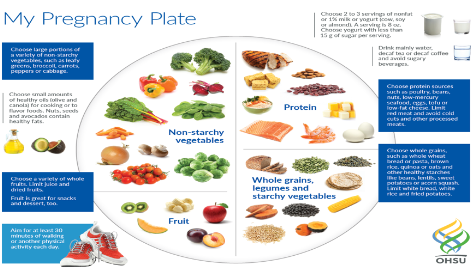 My Pregnancy Plate
Choose large portions of
a variety of non-starchy
vegetables, such as leafy
greens, broccoli, carrots,
peppers or cabbage.
Choose small amounts
of healthy oils (olive and
canola) for cooking or to
flavor foods. Nuts, seeds
and avocados contain
healthy fats.
Choose a variety of whole
fruits. Limit juice and
dried fruits.
Fruit is great for snacks
and dessert, too.
Aim for at least 30
minutes of walking
or another physical
activity each day.
Non-starchy
vegetables
Fruit
Protein
Whole grains,
legumes and
starchy vegetables
Choose 2 to 3 servings of nonfat
or 1% milk or yogurt (cow, soy
or almond). A serving is 8 oz.
Choose yogurt with less than
15 g of sugar per serving.
Drink mainly water,
decaf tea or decaf coffee
and avoid sugary
beverages.
Choose protein sources
such as poultry, beans,
nuts, low-mercury
seafood, eggs, tofu or
low-fat cheese. Limit
red meat and avoid cold
cuts and other processed
meats.
Choose whole grains,
such as whole wheat
bread or pasta, brown
rice, quinoa or oats and
other healthy starches
like beans, lentils, sweet
potatoes or acorn squash.
Limit white bread, white
rice and fried potatoes.
OHSU